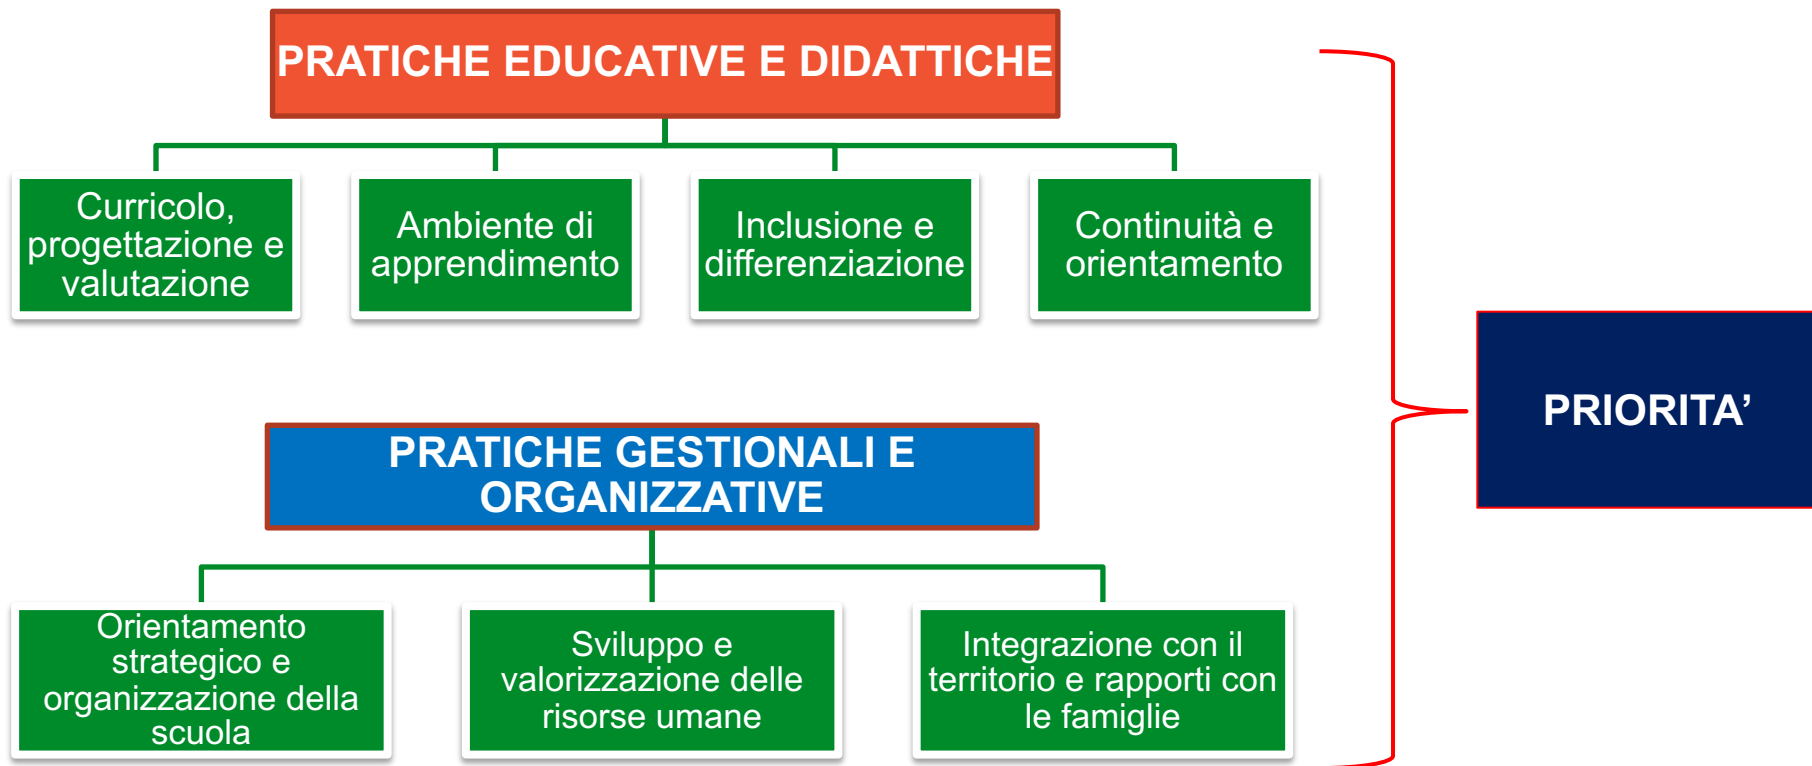 PRATICHE EDUCATIVE E DIDATTICHE
Curricolo,
progettazione e
valutazione
Ambiente di
apprendimento
Inclusione e
differenziazione
Continuità e
orientamento
PRIORITA’
PRATICHE GESTIONALI E
ORGANIZZATIVE
Orientamento
strategico e
organizzazione della
scuola
Sviluppo e
valorizzazione delle
risorse umane
Integrazione con il
territorio e rapporti con
le famiglie